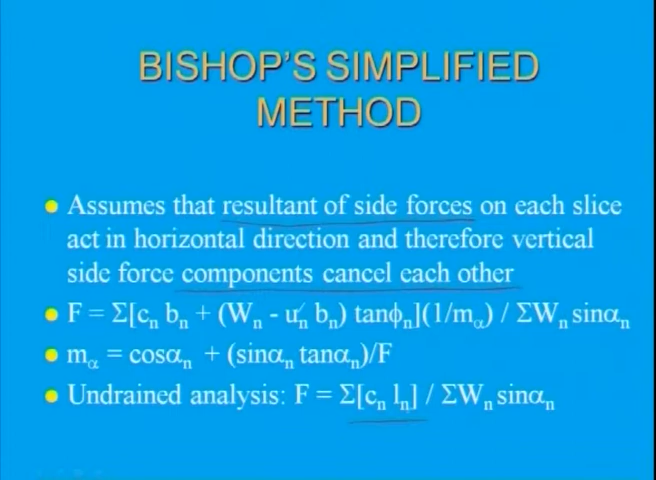 BISHOP'S SIMPLIFIED
METHOD
• Assumes that resultant of side forces on each slice
act in horizontal direction and therefore vertical
side force components cancel each other
• F = Σ[cₙ bₙ + (Wₙ - uₙ bₙ) tanϕₙ](1/mα) / ΣWₙ sinαₙ
• mα = cosαₙ + (sinαₙ tanαₙ)/F
• Undrained analysis: F = Σ[cₙ lₙ] / ΣWₙ sinαₙ